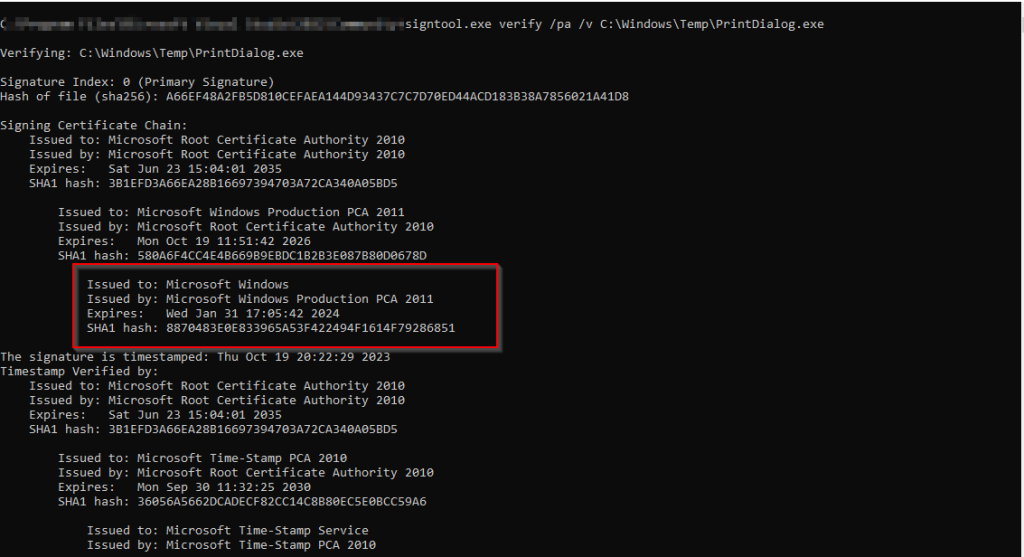 signtool.exe verify /pa /v C:\Windows\Temp\PrintDialog.exe
Verifying: C:\Windows\Temp\PrintDialog.exe
Signature Index: 0 (Primary Signature)
Hash of file (sha256): A66EF48A2FB5D810CEFAEA144D93437C7C7D70ED44ACD183B38A7856021A41D8
Signing Certificate Chain:
Issued to: Microsoft Root Certificate Authority 2010
Issued by: Microsoft Root Certificate Authority 2010
Expires: Sat Jun 23 15:04:01 2035
SHA1 hash: 3B1EFD3A66EA28B16697394703A72CA340A05BD5
Issued to: Microsoft Windows Production PCA 2011
Issued by: Microsoft Root Certificate Authority 2010
Expires: Mon Oct 19 11:51:42 2026
SHA1 hash: 580A6F4CC4E4B669B9EBDC1B2B3E087B80D0678D
Issued to: Microsoft Windows
Issued by: Microsoft Windows Production PCA 2011
Expires: Wed Jan 31 17:05:42 2024
SHA1 hash: 8870483E0E833965A53F422494F1614F79286851
The signature is timestamped: Thu Oct 19 20:22:29 2023
Timestamp Verified by:
Issued to: Microsoft Root Certificate Authority 2010
Issued by: Microsoft Root Certificate Authority 2010
Expires: Sat Jun 23 15:04:01 2035
SHA1 hash: 3B1EFD3A66EA28B16697394703A72CA340A05BD5
Issued to: Microsoft Time-Stamp PCA 2010
Issued by: Microsoft Root Certificate Authority 2010
Expires: Mon Sep 30 11:32:25 2030
SHA1 hash: 36056A5662DCADECF82CC14C8B80EC5E0BCC59A6
Issued to: Microsoft Time-Stamp Service
Issued by: Microsoft Time-Stamp PCA 2010